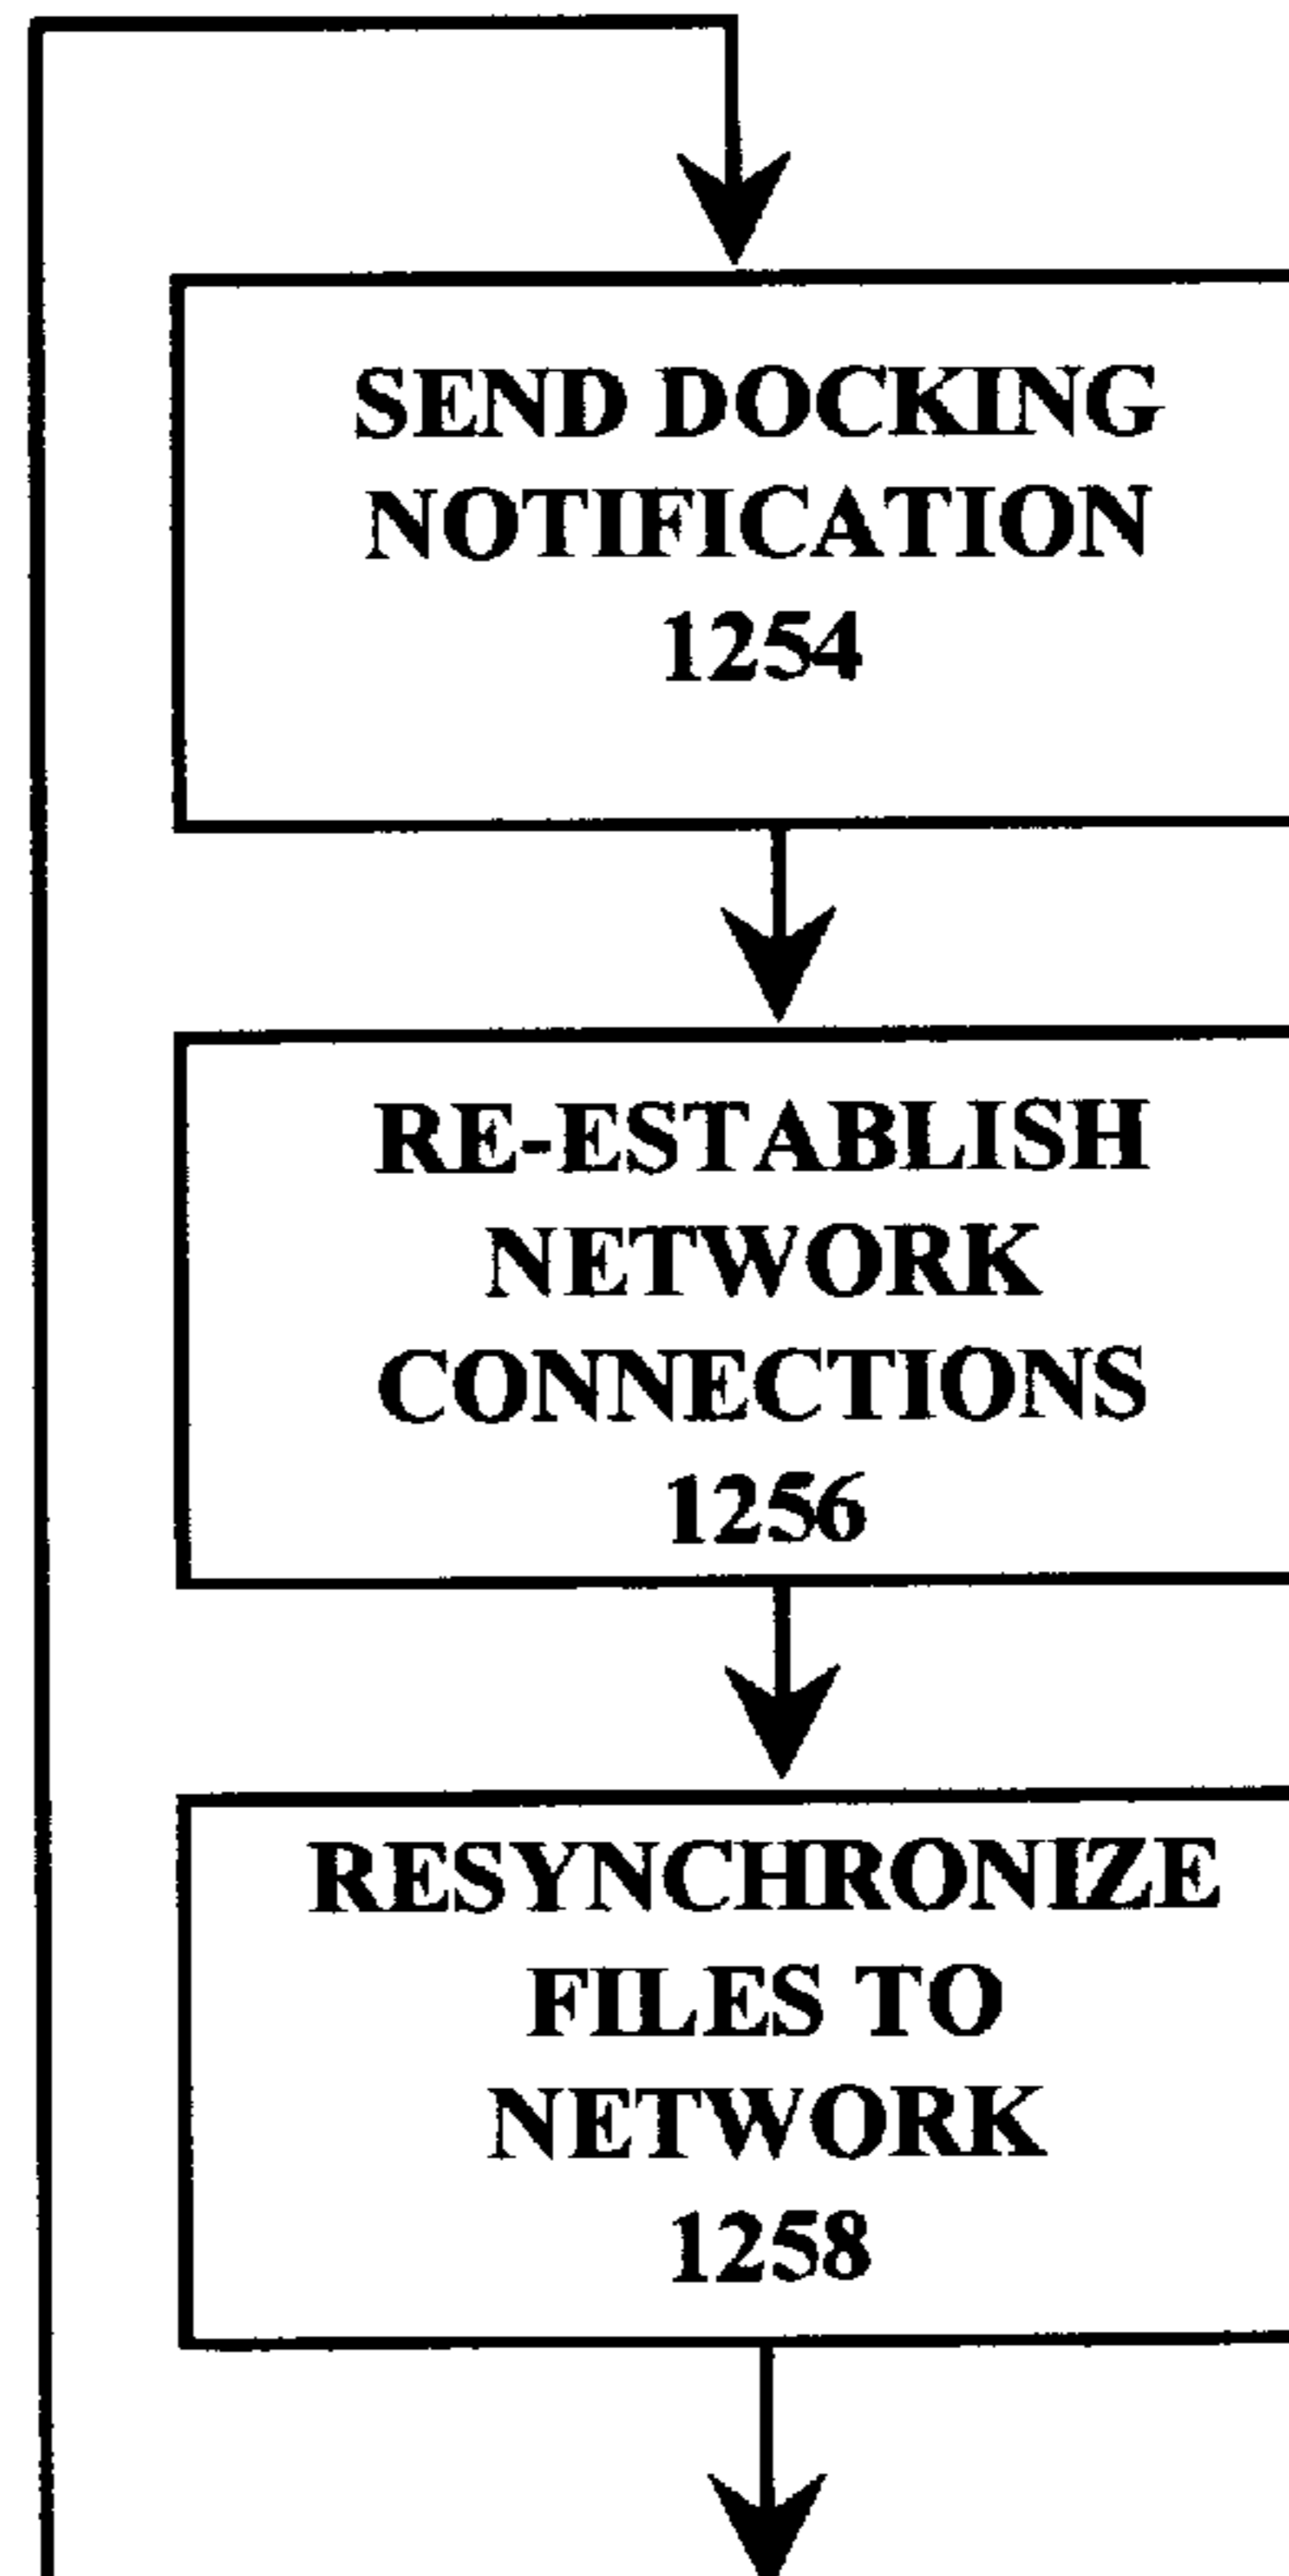 SEND DOCKING
NOTIFICATION
1254
RE-ESTABLISH
NETWORK
CONNECTIONS
1256
RESYNCHRONIZE
FILES TO
NETWORK
1258